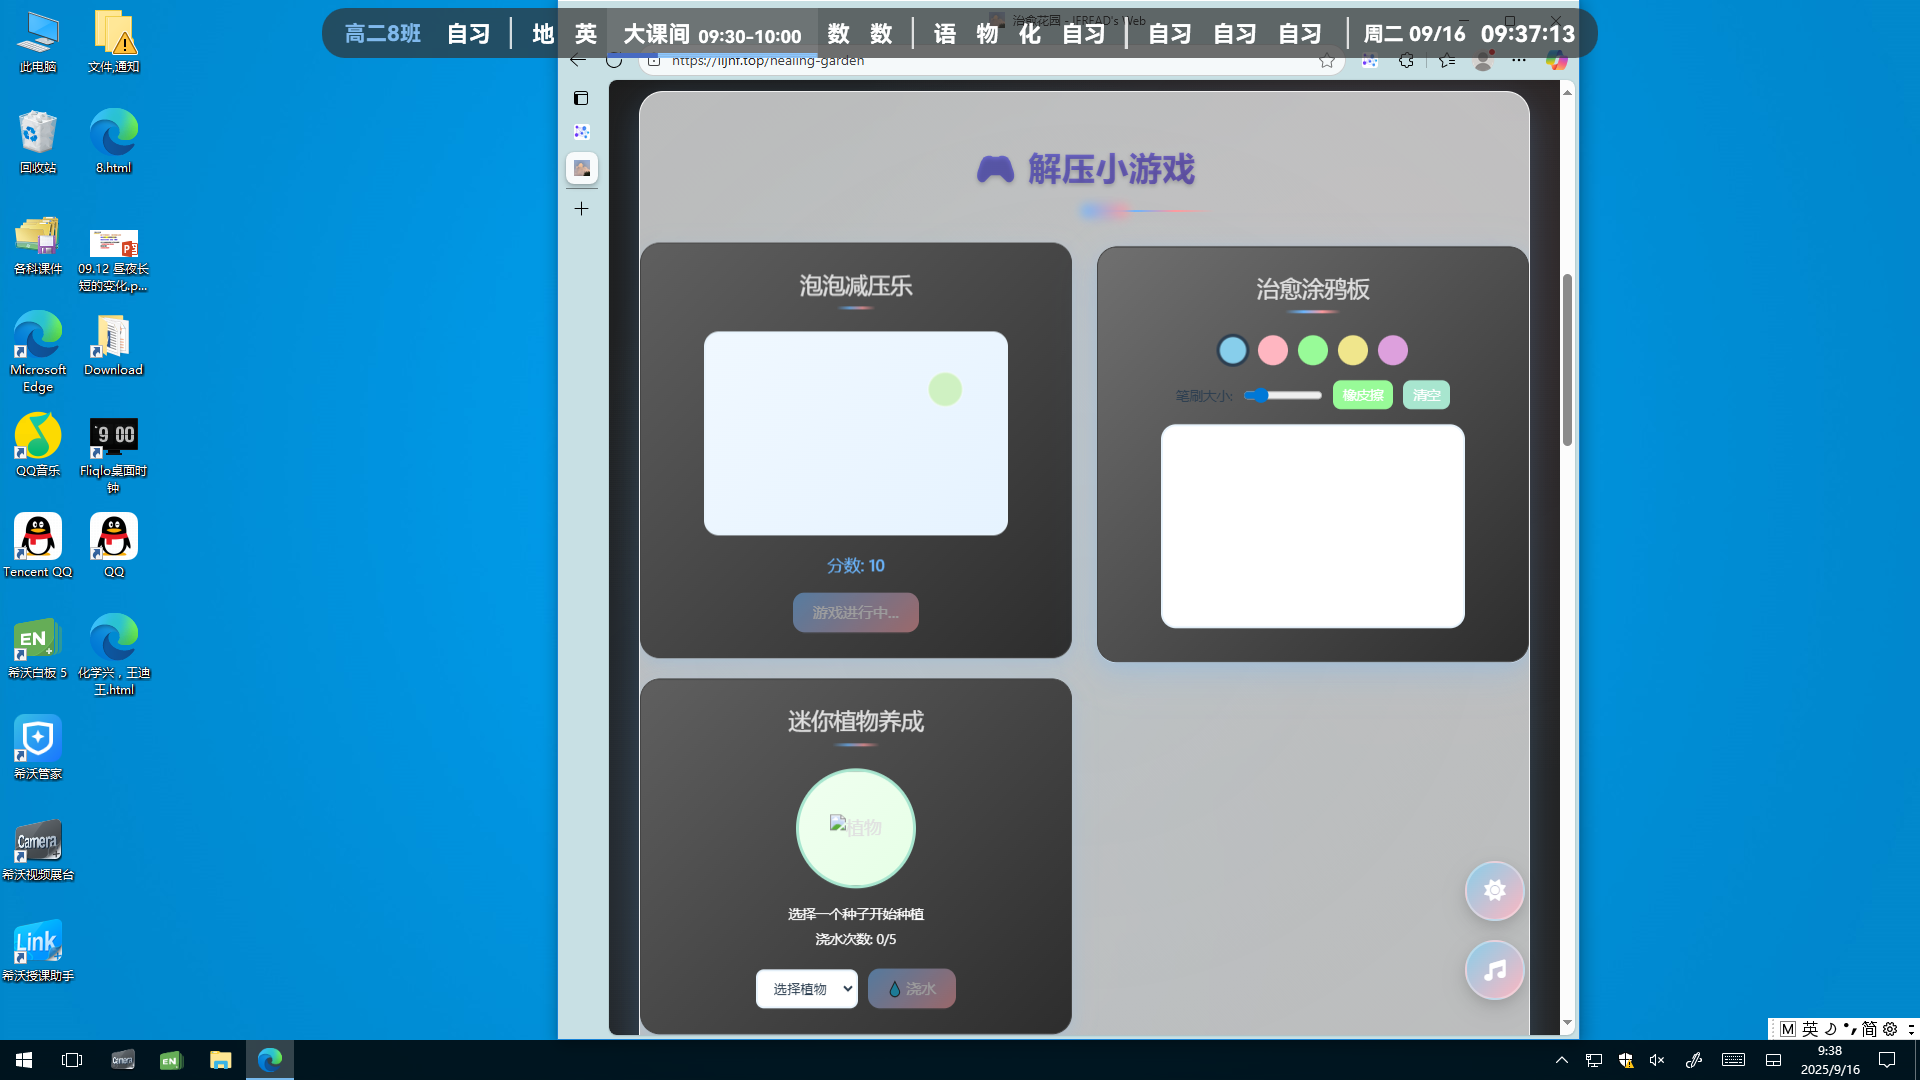 高二8班 自习 | 地 英 大课间 09:30-10:00 数 数 | 语 物 化 自习 | 自习 自习 自习 | 周二 09/16 09:37:13
治愈花园
https://lijhf.top/healing-garden
此电脑
文件,通知
回收站
8.html
各科课件
09.12 昼夜长
短的变化.p...
Microsoft
Edge
Download
QQ音乐
Fliqlo桌面时
钟
Tencent QQ
QQ
希沃白板 5
化学兴，王迪
王.html
希沃管家
希沃视频展台
希沃授课助手
Camera
Link
EN
9 00
解压小游戏
泡泡减压乐
分数: 10
游戏进行中...
治愈涂鸦板
笔刷大小:
橡皮擦
清空
迷你植物养成
植物
选择一个种子开始种植
浇水次数: 0/5
选择植物
浇水
M 英 简
9:38
2025/9/16